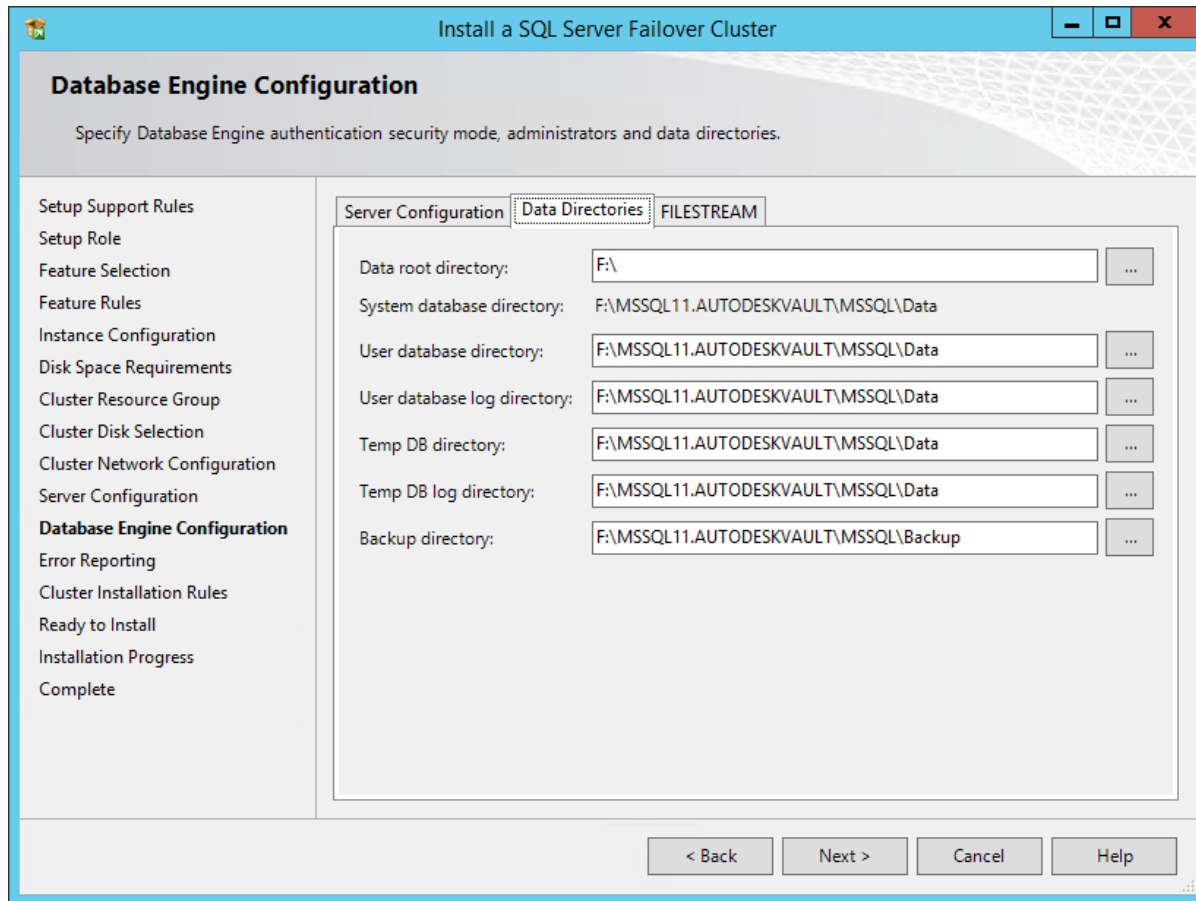 Install a SQL Server Failover Cluster
Database Engine Configuration
Specify Database Engine authentication security mode, administrators and data directories.
Setup Support Rules
Setup Role
Feature Selection
Feature Rules
Instance Configuration
Disk Space Requirements
Cluster Resource Group
Cluster Disk Selection
Cluster Network Configuration
Server Configuration
Database Engine Configuration
Error Reporting
Cluster Installation Rules
Ready to Install
Installation Progress
Complete
Server Configuration Data Directories FILESTREAM
Data root directory: F:\ ...
System database directory: F:\MSSQL11.AUTODESKVAULT\MSSQL\Data
User database directory: F:\MSSQL11.AUTODESKVAULT\MSSQL\Data ...
User database log directory: F:\MSSQL11.AUTODESKVAULT\MSSQL\Data ...
Temp DB directory: F:\MSSQL11.AUTODESKVAULT\MSSQL\Data ...
Temp DB log directory: F:\MSSQL11.AUTODESKVAULT\MSSQL\Data ...
Backup directory: F:\MSSQL11.AUTODESKVAULT\MSSQL\Backup ...
< Back Next > Cancel Help